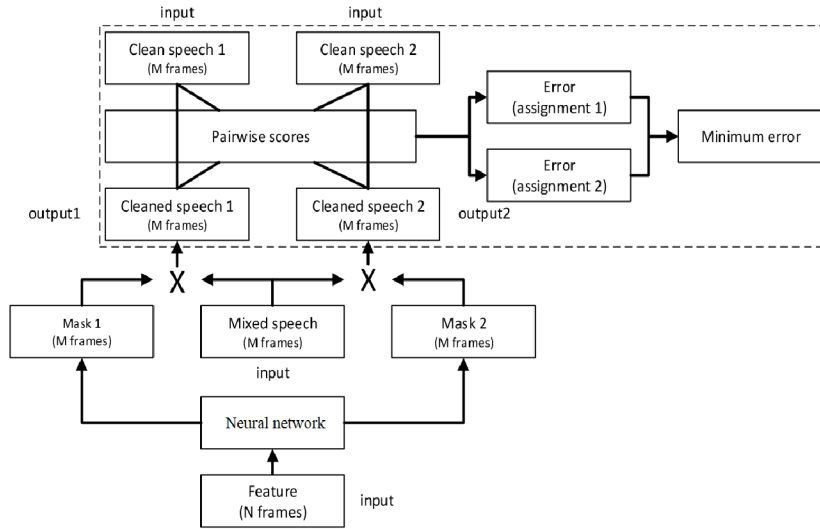 input
input
Clean speech 1
(M frames)
Clean speech 2
(M frames)
Error
(assignment 1)
Pairwise scores
Minimum error
Error
(assignment 2)
Cleaned speech 1
(M frames)
Cleaned speech 2
(M frames)
output1
output2
X
X
Mask 1
(M frames)
Mixed speech
(M frames)
Mask 2
(M frames)
input
Neural network
Feature
(N frames)
input